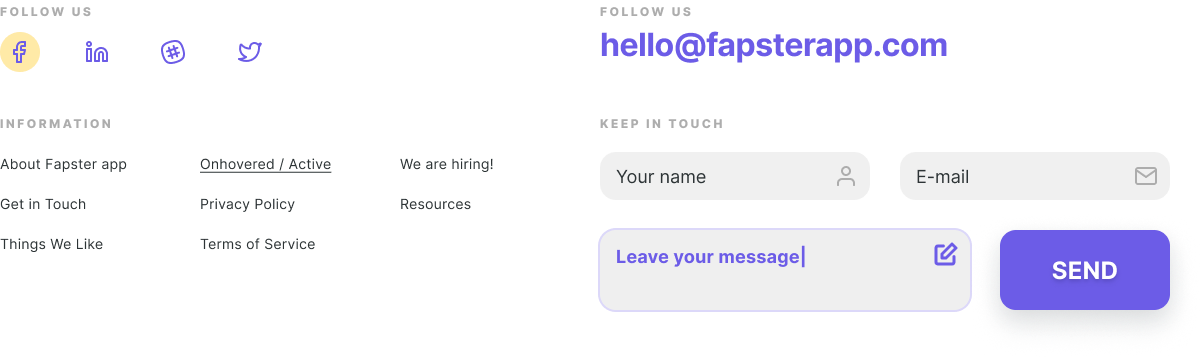 FOLLOW US
INFORMATION
About Fapster app
Onhovered / Active
We are hiring!
Get in Touch
Privacy Policy
Resources
Things We Like
Terms of Service
FOLLOW US
hello@fapsterapp.com
KEEP IN TOUCH
Your name
E-mail
Leave your message
SEND